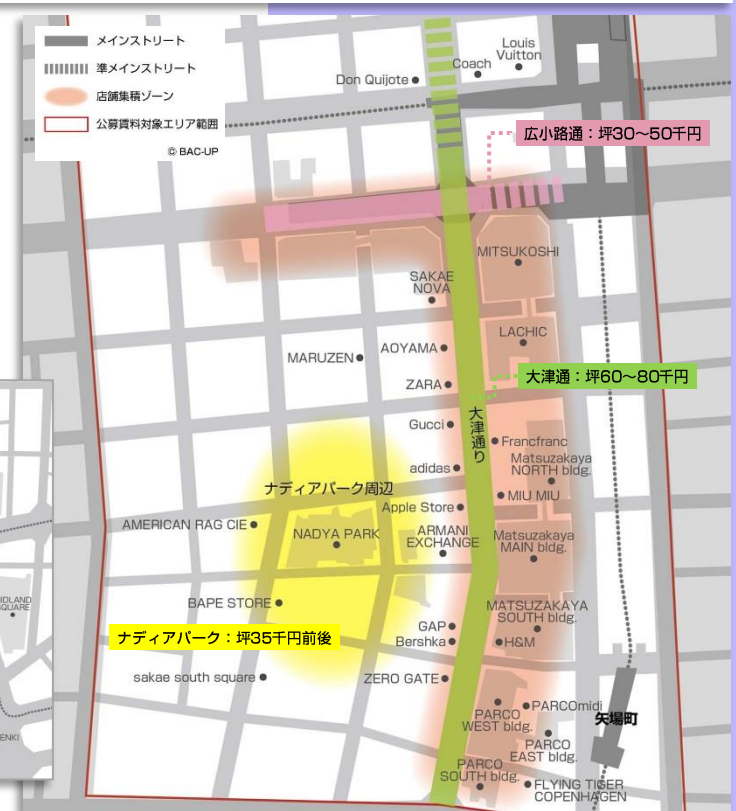 メインストリート
準メインストリート
店舗集積ゾーン
公募賃料対象エリア範囲
© BAC-UP
Louis
Vuitton
Coach
Don Quijote
広小路通：坪30～50千円
MITSUKOSHI
SAKAE
NOVA
LACHIC
AOYAMA
MARUZEN
ZARA
大津通：坪60～80千円
大津通り
Gucci
Francfranc
Matsuzakaya
NORTH bldg.
adidas
ナディアパーク周辺
MIU MIU
Apple Store
AMERICAN RAG CIE
NADYA PARK
ARMANI
EXCHANGE
Matsuzakaya
MAIN bldg.
BAPE STORE
MATSUZAKAYA
SOUTH bldg.
GAP
ナディアパーク：坪35千円前後
Bershka
H&M
sakae south square
ZERO GATE
PARCOmidi
PARCO
WEST bldg.
矢場町
PARCO
EAST bldg.
PARCO
SOUTH bldg.
FLYING TIGER
COPENHAGEN
SQUARE